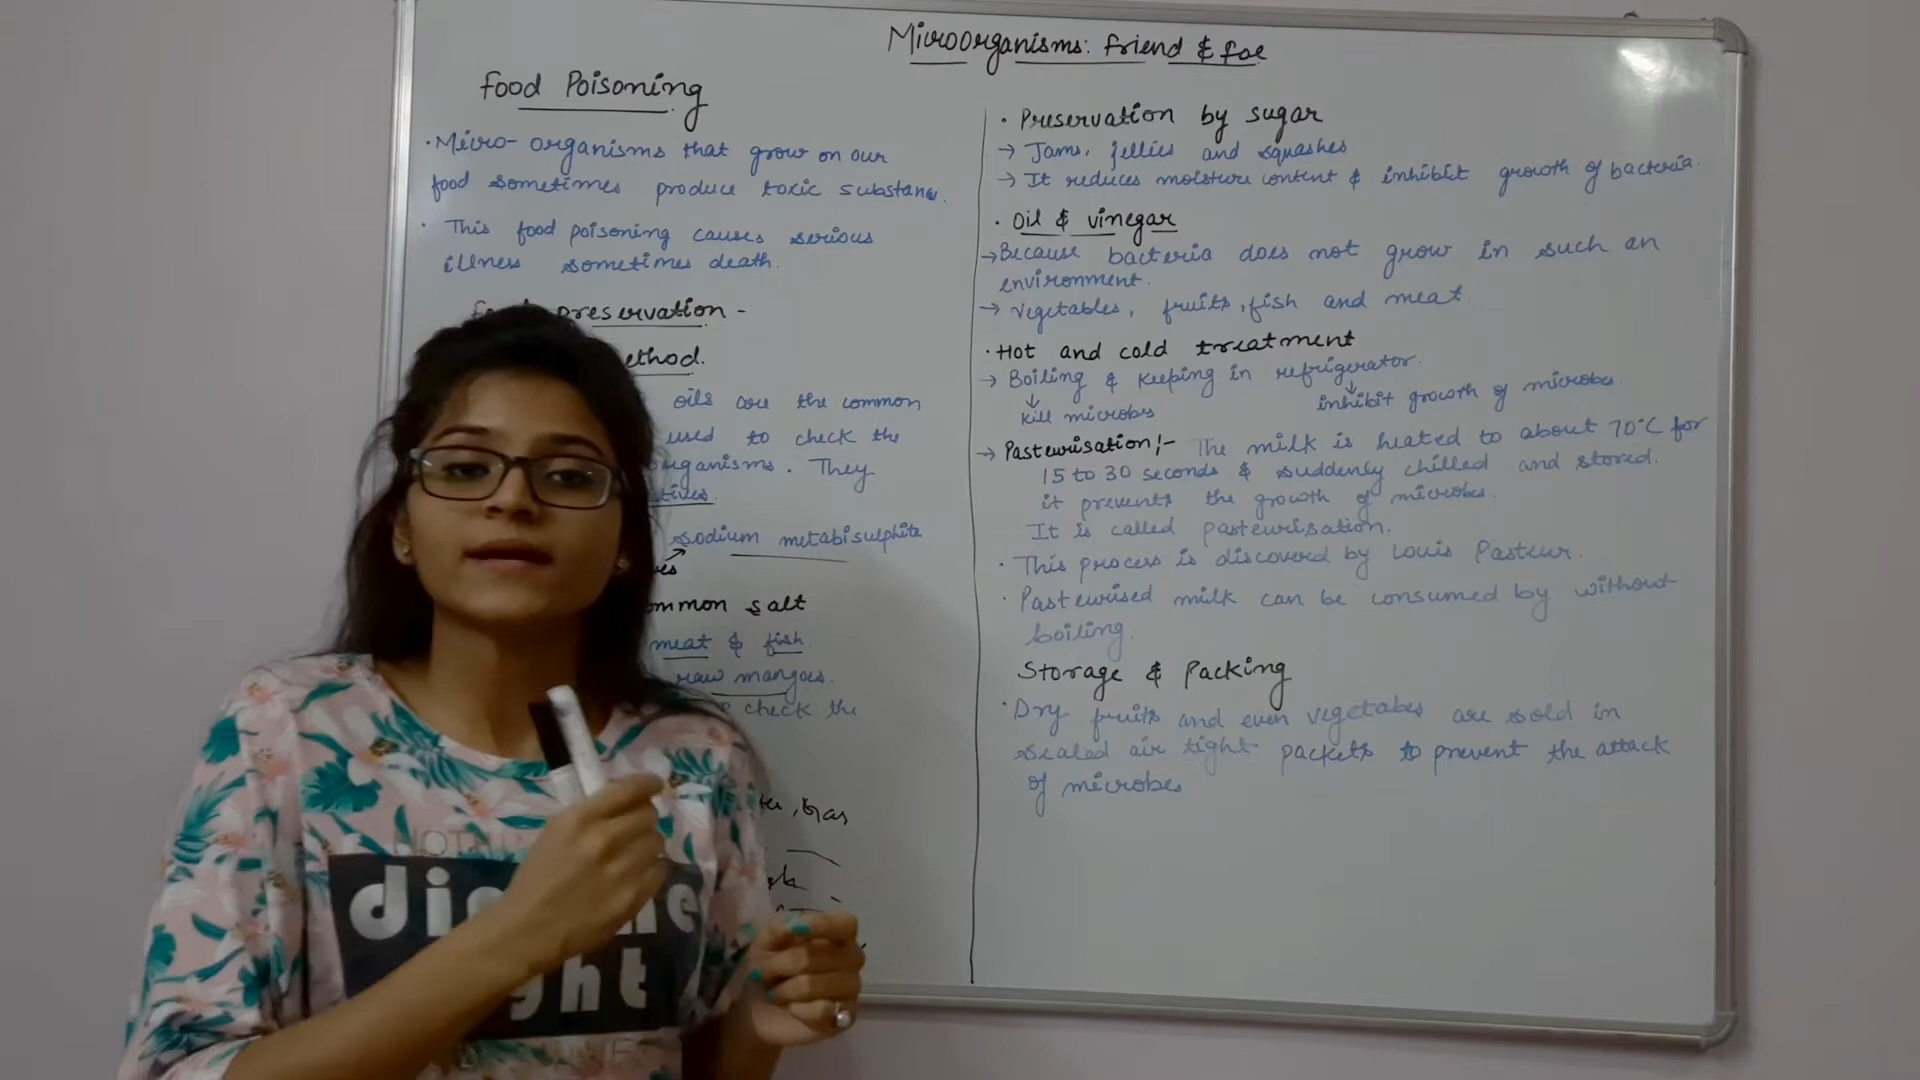 Microorganisms: Friend & foe
Food Poisoning
· Micro-organisms that grow on our
food sometimes produce toxic substance.
· This food poisoning causes serious
illness sometimes death.
preservation -
ethod.
oils are the common
used to check the
organisms. They
atives.
sodium metabisulphite
ves
ommon salt
meat & fish
raw mangoes.
check the
, Gas
· Preservation by sugar
→ Jams, jellies and squashes.
→ It reduces moisture content & inhibit growth of bacteria.
· Oil & vinegar
→ Because bacteria does not grow in such an
environment.
→ Vegetables, fruits, fish and meat
· Hot and cold treatment
→ Boiling & Keeping in refrigerator.
↓ ↓
kill microbes inhibit growth of microbes.
→ Pasteurisation:- The milk is heated to about 70°C for
15 to 30 seconds & suddenly chilled and stored.
it prevents the growth of microbes.
It is called pasteurisation.
· This process is discovered by Louis Pasteur.
· Pasteurised milk can be consumed by without
boiling.
Storage & Packing
· Dry fruits and even vegetabes are sold in
sealed air tight packets to prevent the attack
of microbes
di
ght